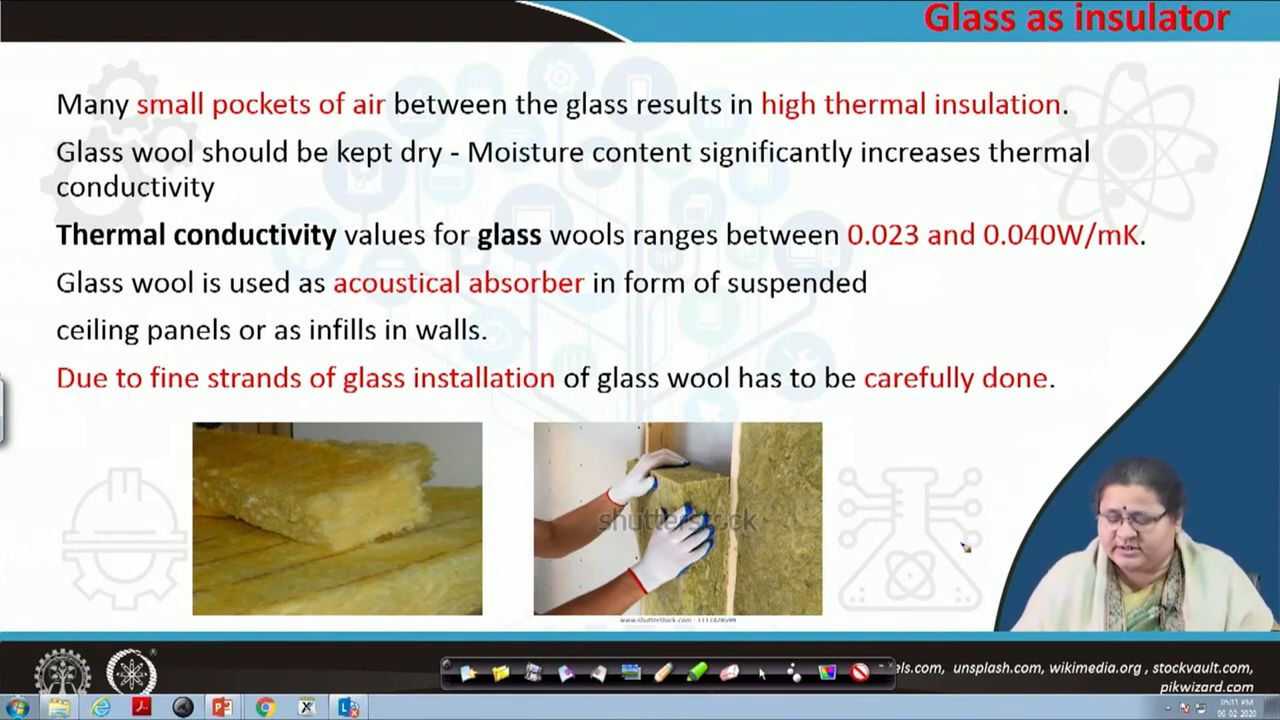 Glass as insulator
Many small pockets of air between the glass results in high thermal insulation.
Glass wool should be kept dry - Moisture content significantly increases thermal
conductivity
Thermal conductivity values for glass wools ranges between 0.023 and 0.040W/mK.
Glass wool is used as acoustical absorber in form of suspended
ceiling panels or as infills in walls.
Due to fine strands of glass installation of glass wool has to be carefully done.
shutterstock
els.com, unsplash.com, wikimedia.org , stockvault.com,
pikwizard.com